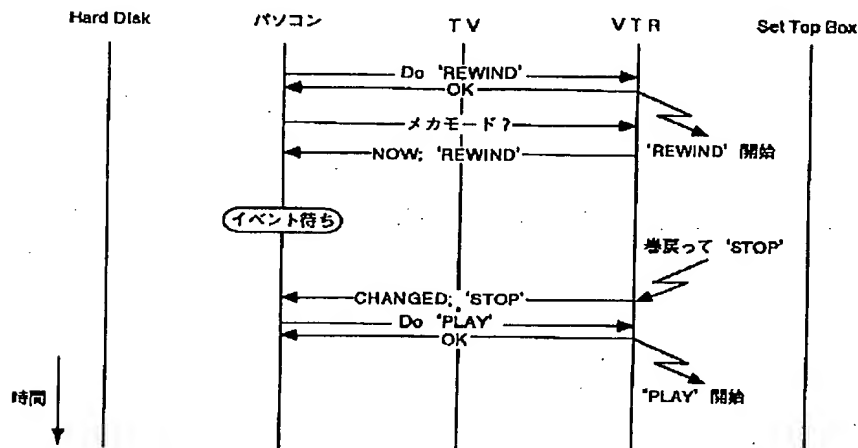 Hard Disk
パソコン
TV
VTR
Set Top Box
Do 'REWIND'
OK
メカモード?
'REWIND' 開始
NOW; 'REWIND'
イベント待ち
巻戻って 'STOP'
CHANGED; 'STOP'
Do 'PLAY'
OK
'PLAY' 開始
時間